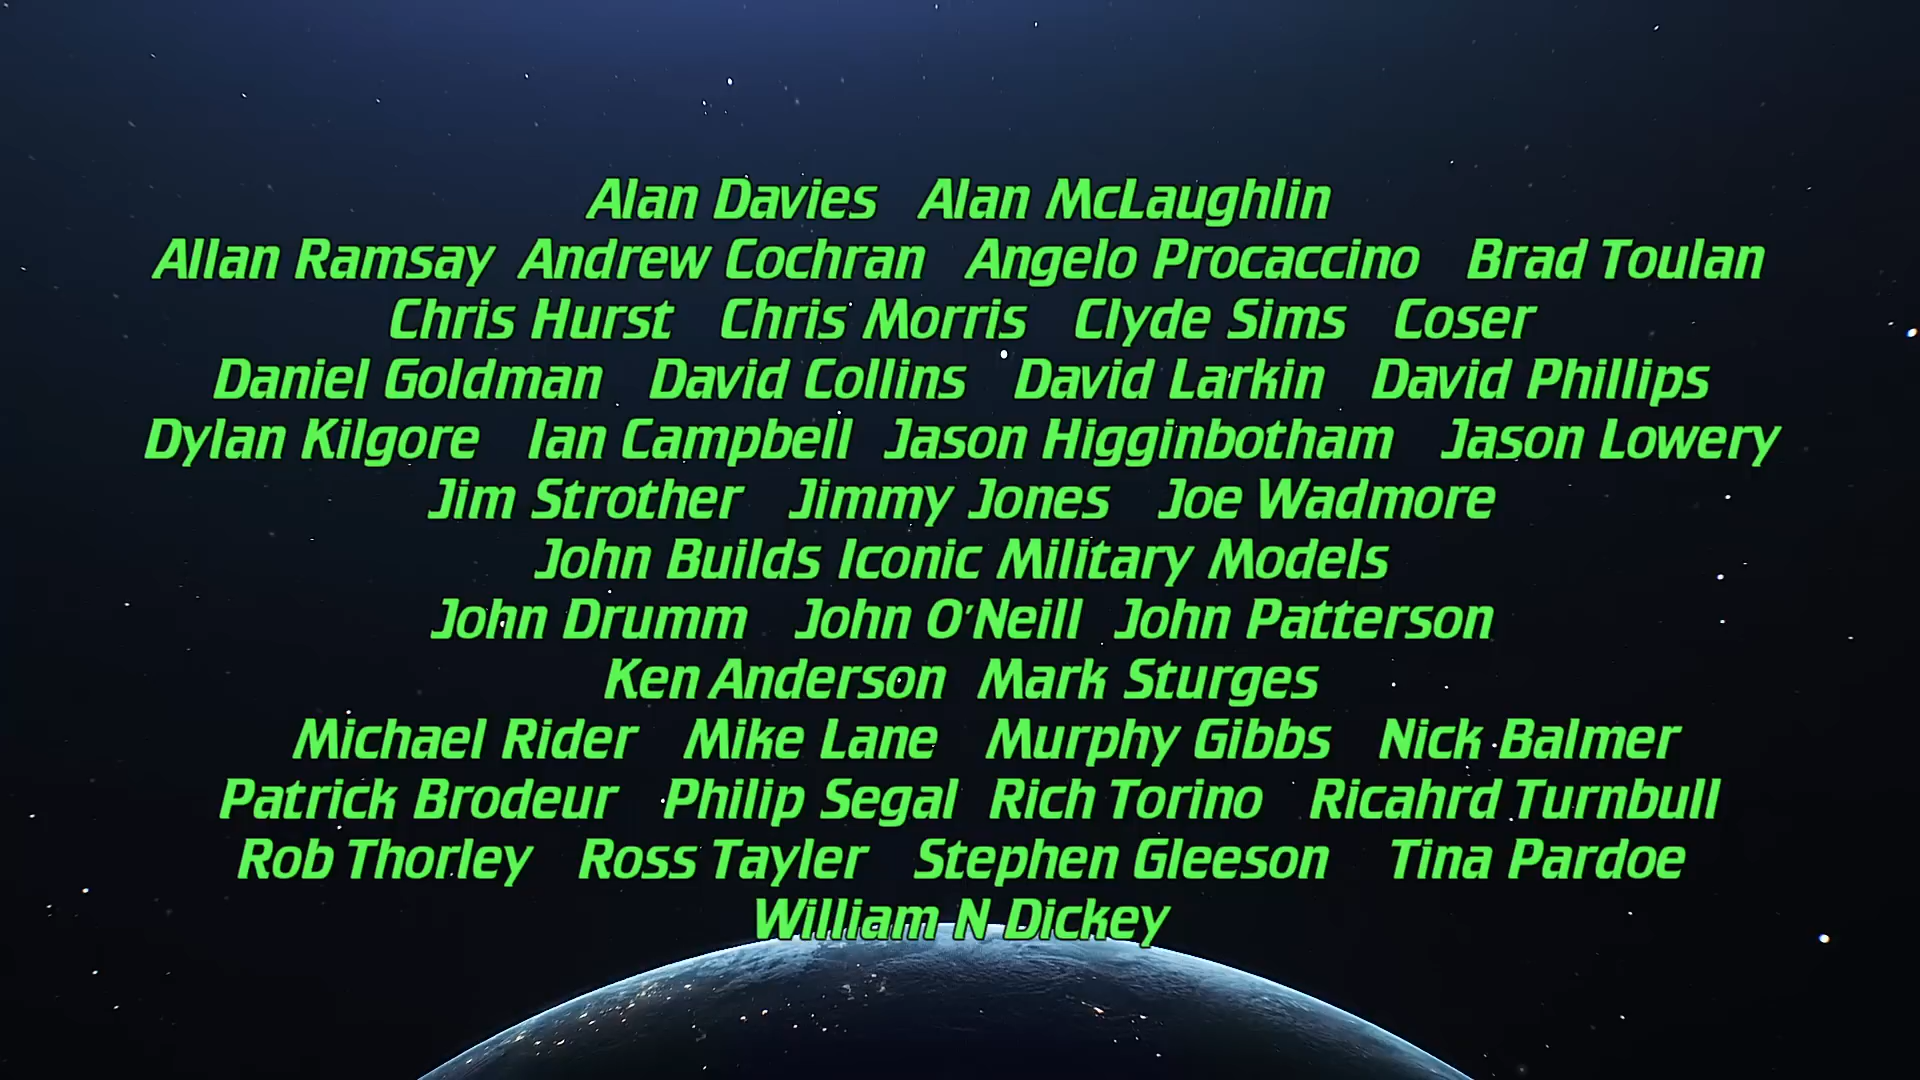 Alan Davies Alan McLaughlin
Allan Ramsay Andrew Cochran Angelo Procaccino Brad Toulan
Chris Hurst Chris Morris Clyde Sims Coser
Daniel Goldman David Collins David Larkin David Phillips
Dylan Kilgore Ian Campbell Jason Higginbotham Jason Lowery
Jim Strother Jimmy Jones Joe Wadmore
John Builds Iconic Military Models
John Drumm John O'Neill John Patterson
Ken Anderson Mark Sturges
Michael Rider Mike Lane Murphy Gibbs Nick Balmer
Patrick Brodeur Philip Segal Rich Torino Ricahrd Turnbull
Rob Thorley Ross Tayler Stephen Gleeson Tina Pardoe
William N Dickey